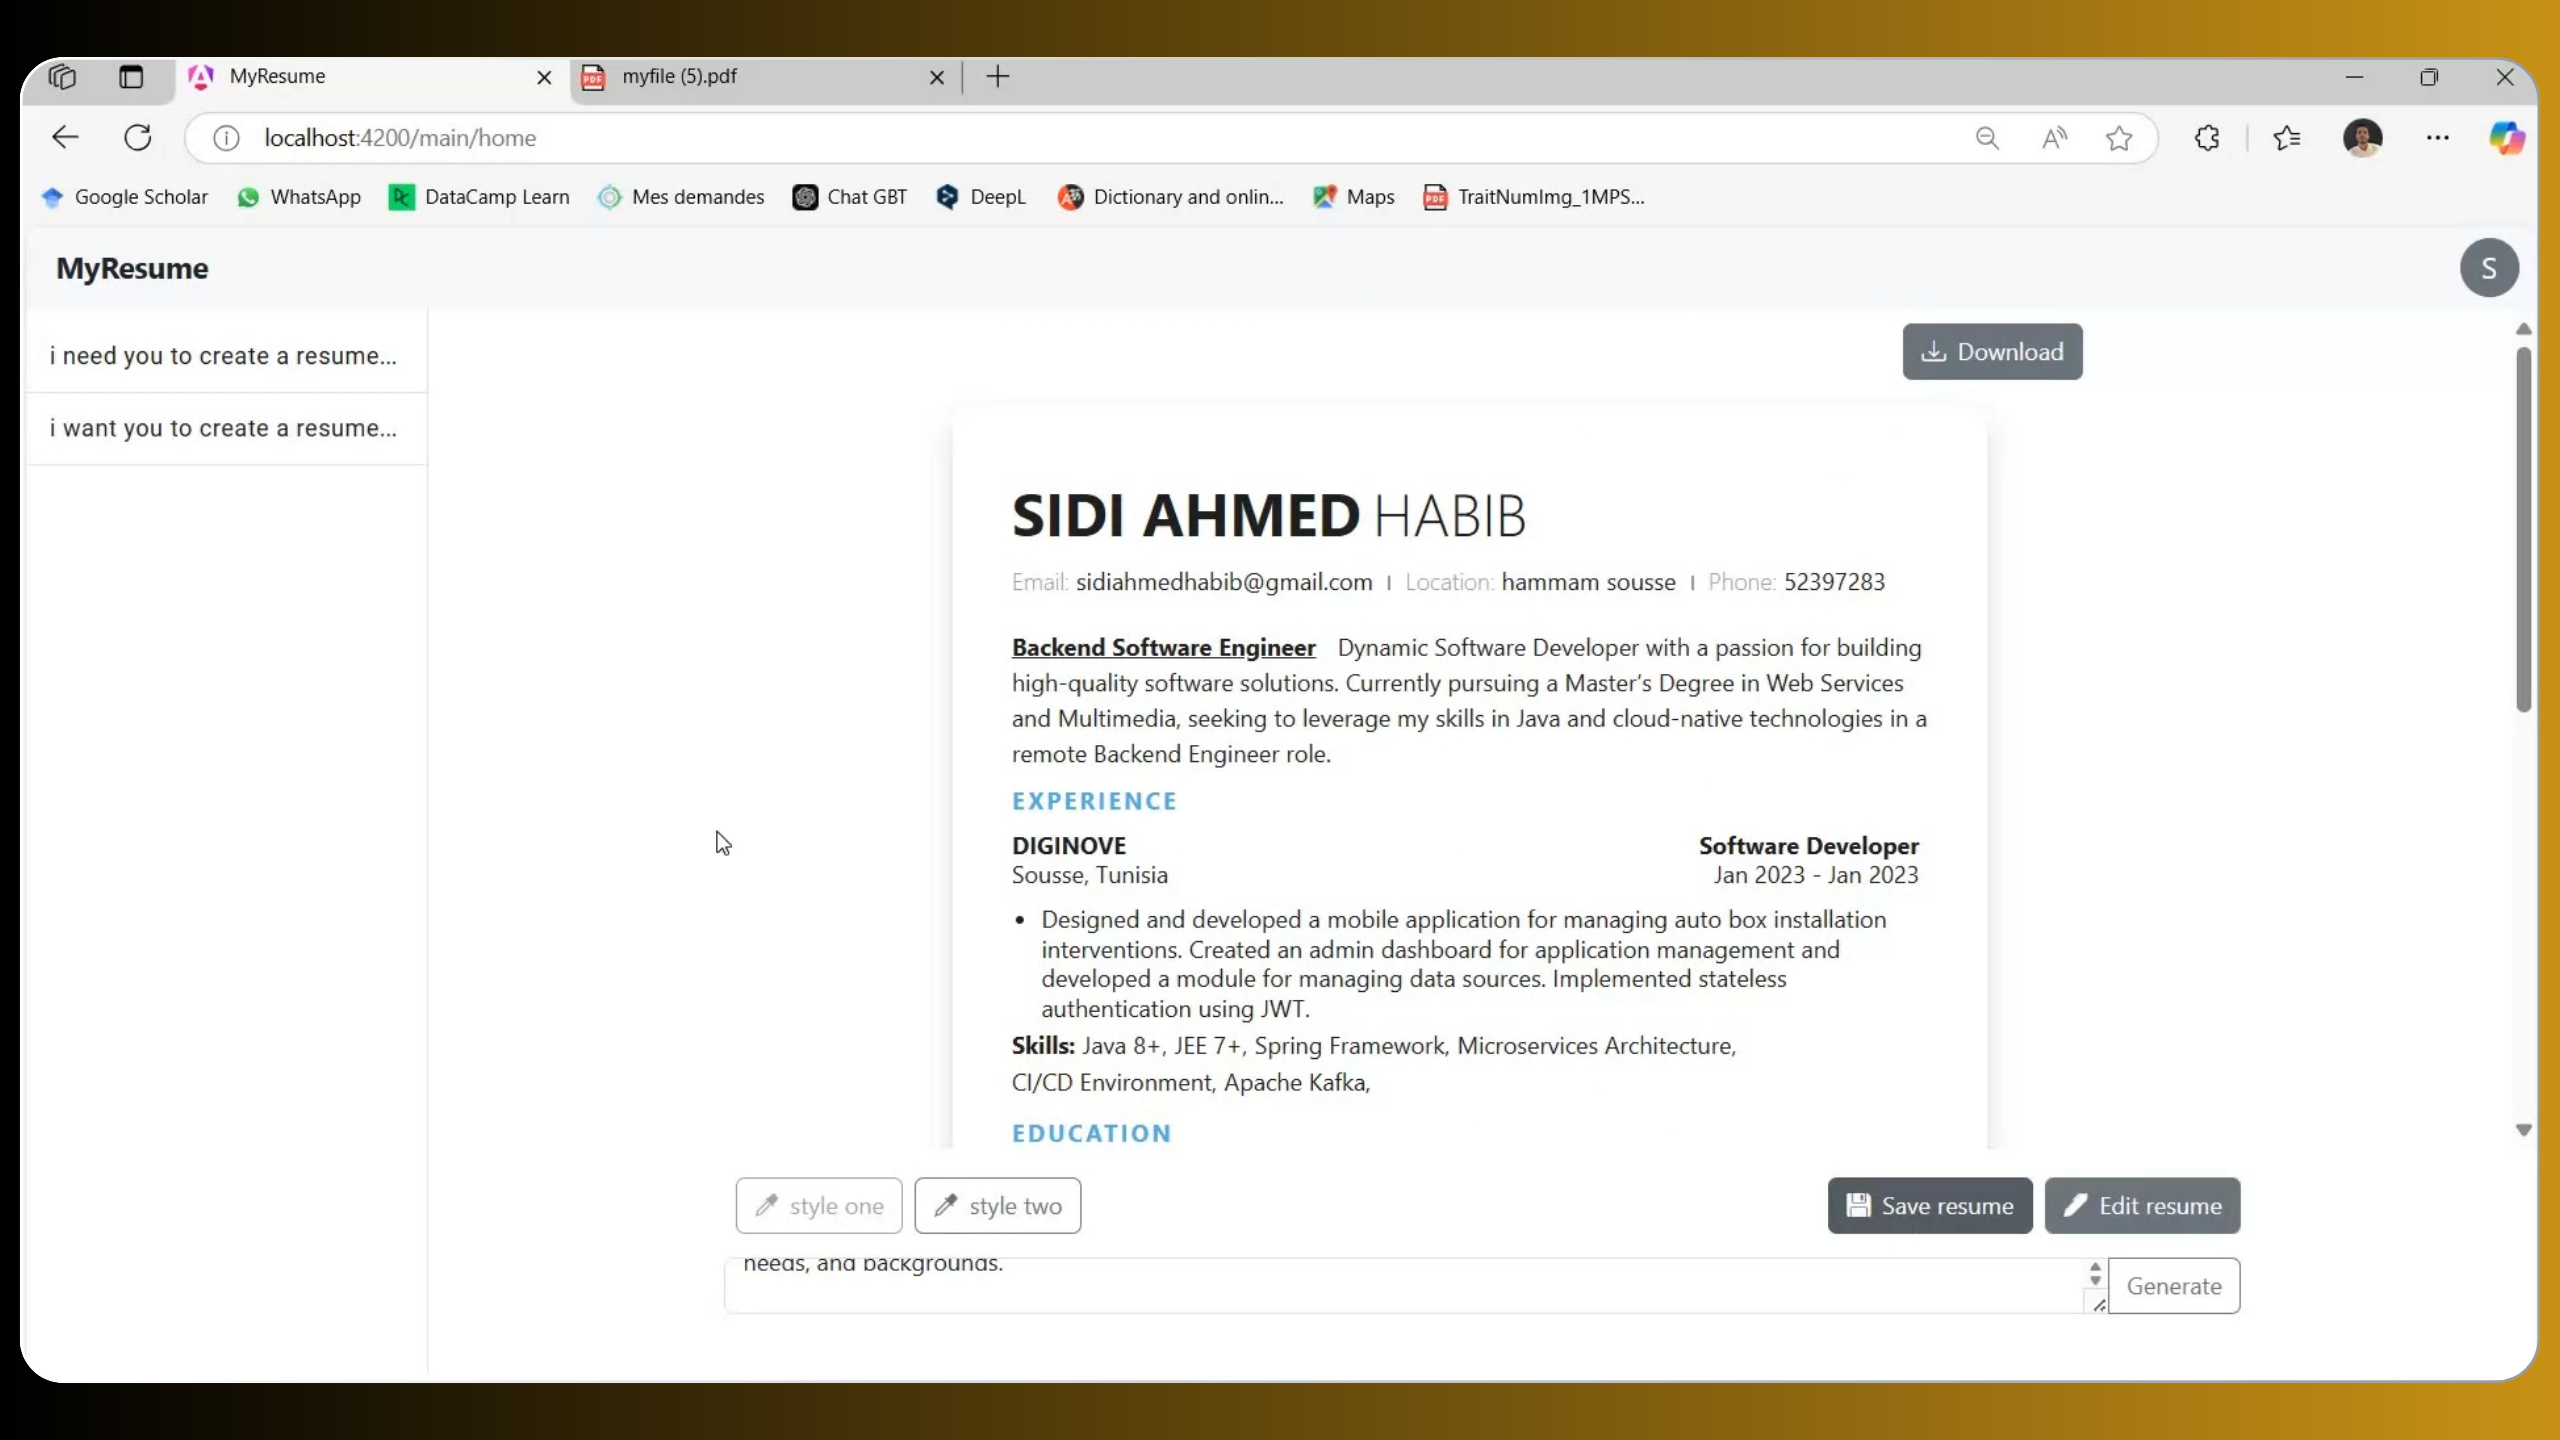 MyResume
myfile (5).pdf
localhost:4200/main/home
Google Scholar WhatsApp DataCamp Learn Mes demandes Chat GBT DeepL Dictionary and onlin... Maps TraitNumImg_1MPS...
MyResume
S
i need you to create a resume...
i want you to create a resume...
Download
SIDI AHMED HABIB
Email: sidiahmedhabib@gmail.com | Location: hammam sousse | Phone: 52397283
Backend Software Engineer Dynamic Software Developer with a passion for building
high-quality software solutions. Currently pursuing a Master's Degree in Web Services
and Multimedia, seeking to leverage my skills in Java and cloud-native technologies in a
remote Backend Engineer role.
EXPERIENCE
DIGINOVE Software Developer
Sousse, Tunisia Jan 2023 - Jan 2023
• Designed and developed a mobile application for managing auto box installation
interventions. Created an admin dashboard for application management and
developed a module for managing data sources. Implemented stateless
authentication using JWT.
Skills: Java 8+, JEE 7+, Spring Framework, Microservices Architecture,
CI/CD Environment, Apache Kafka,
EDUCATION
style one style two Save resume Edit resume
needs, and backgrounds.
Generate